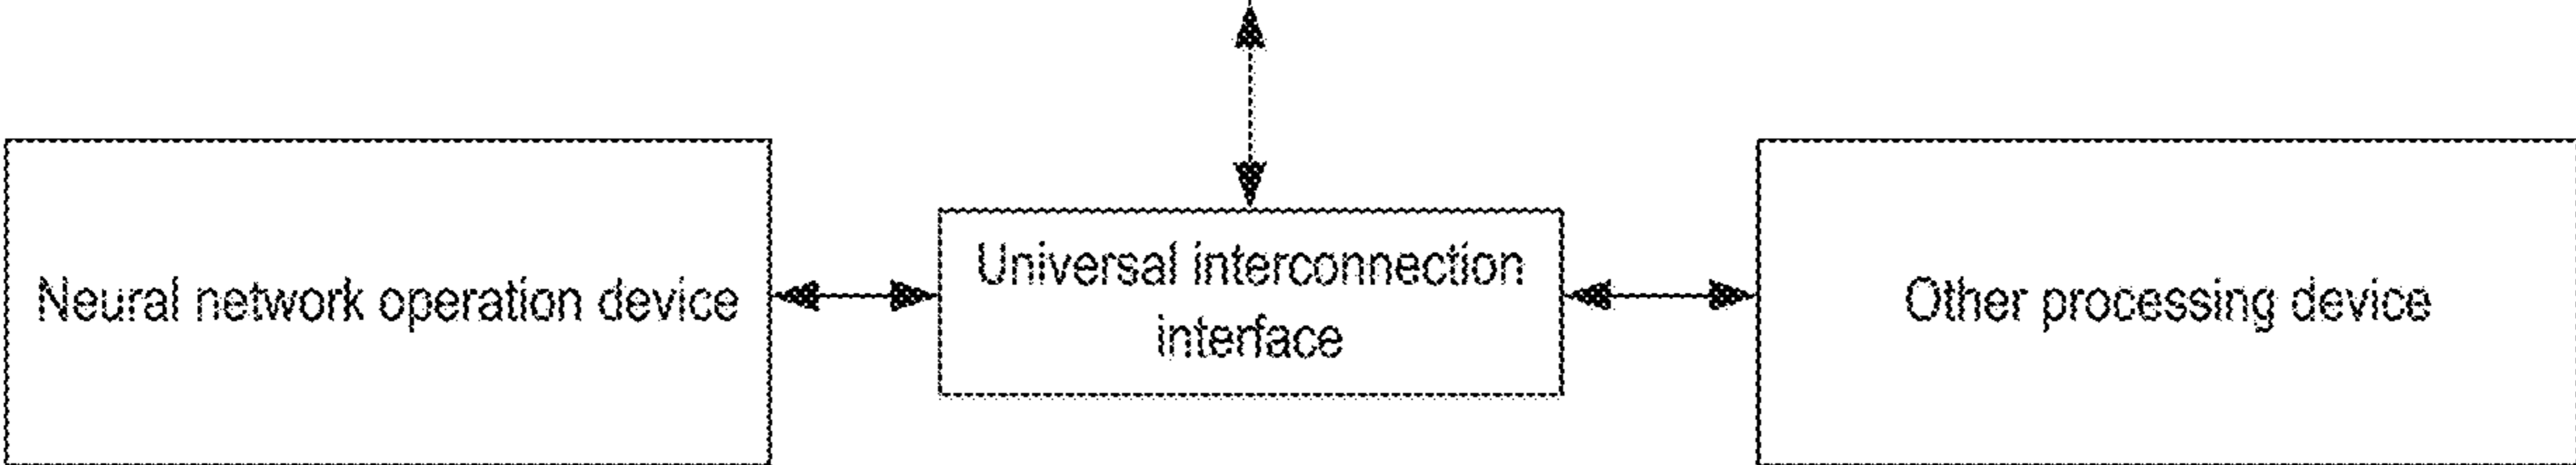 Neural network operation device
Universal interconnection
interface
Other processing device